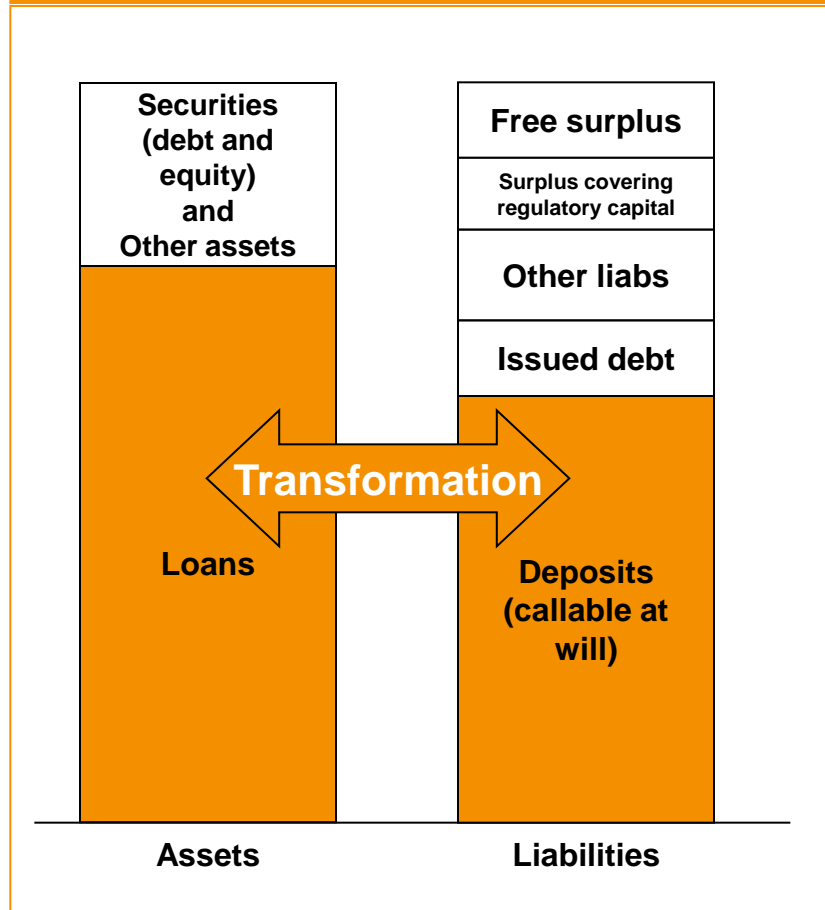 Securities
(debt and
equity)
and
Other assets
Loans
Free surplus
Surplus covering
regulatory capital
Other liabs
Issued debt
Transformation
Deposits
(callable at
will)
Assets
Liabilities